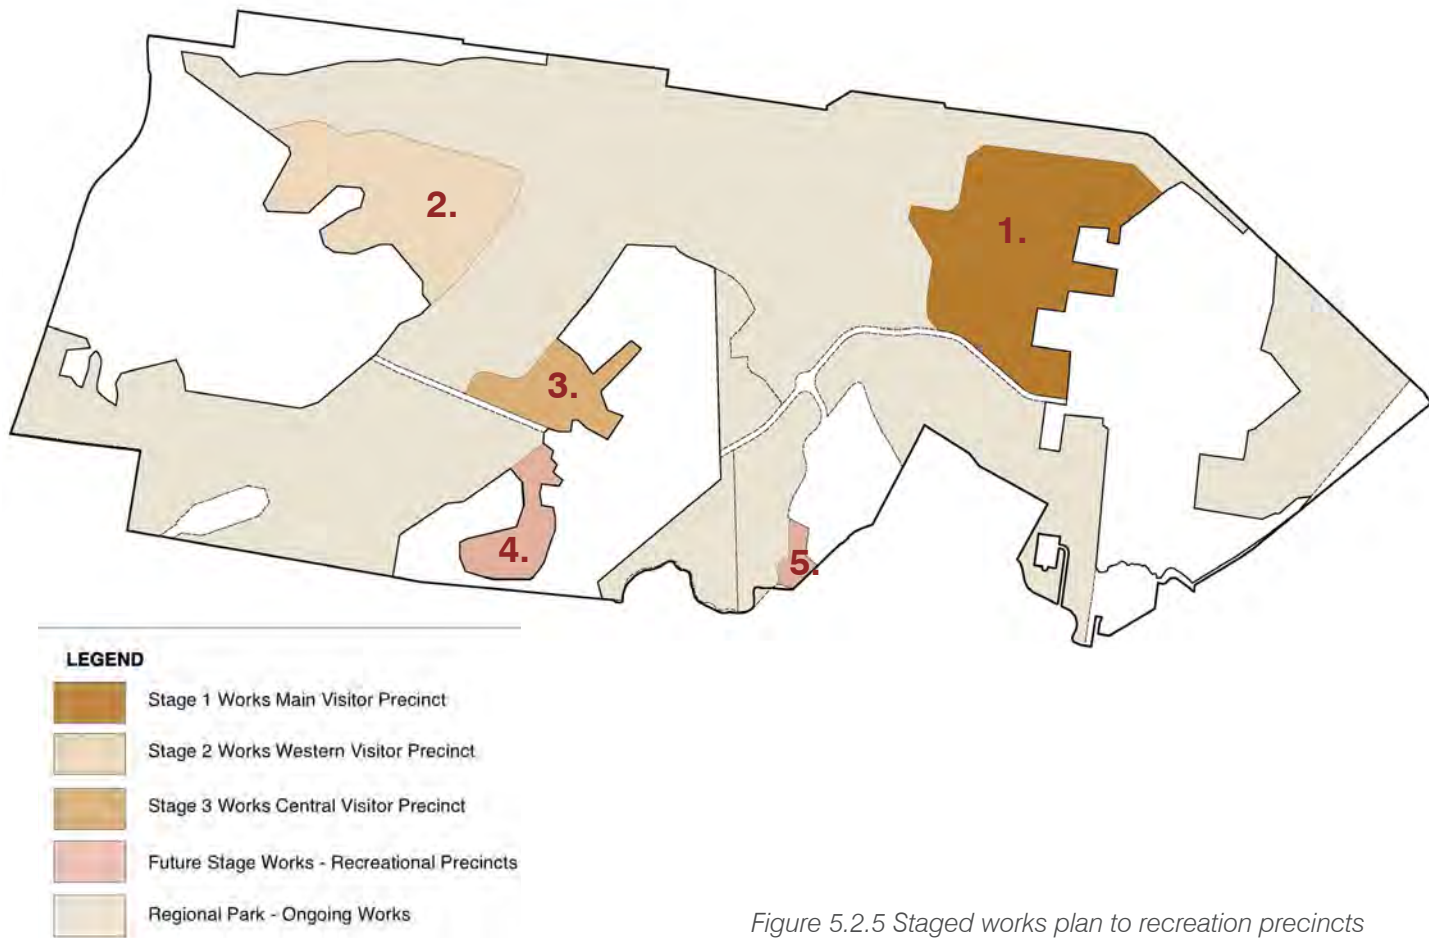 1.
2.
3.
4.
5.
LEGEND
Stage 1 Works Main Visitor Precinct
Stage 2 Works Western Visitor Precinct
Stage 3 Works Central Visitor Precinct
Future Stage Works - Recreational Precincts
Regional Park - Ongoing Works
Figure 5.2.5 Staged works plan to recreation precincts